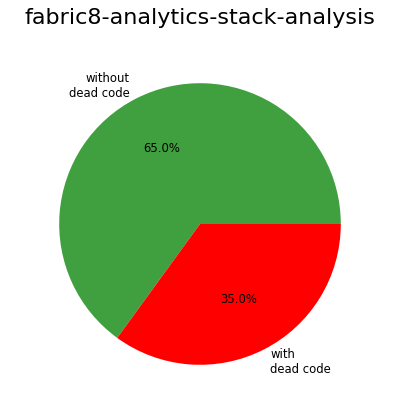 fabric8-analytics-stack-analysis
without
dead code
65.0%
35.0%
with
dead code